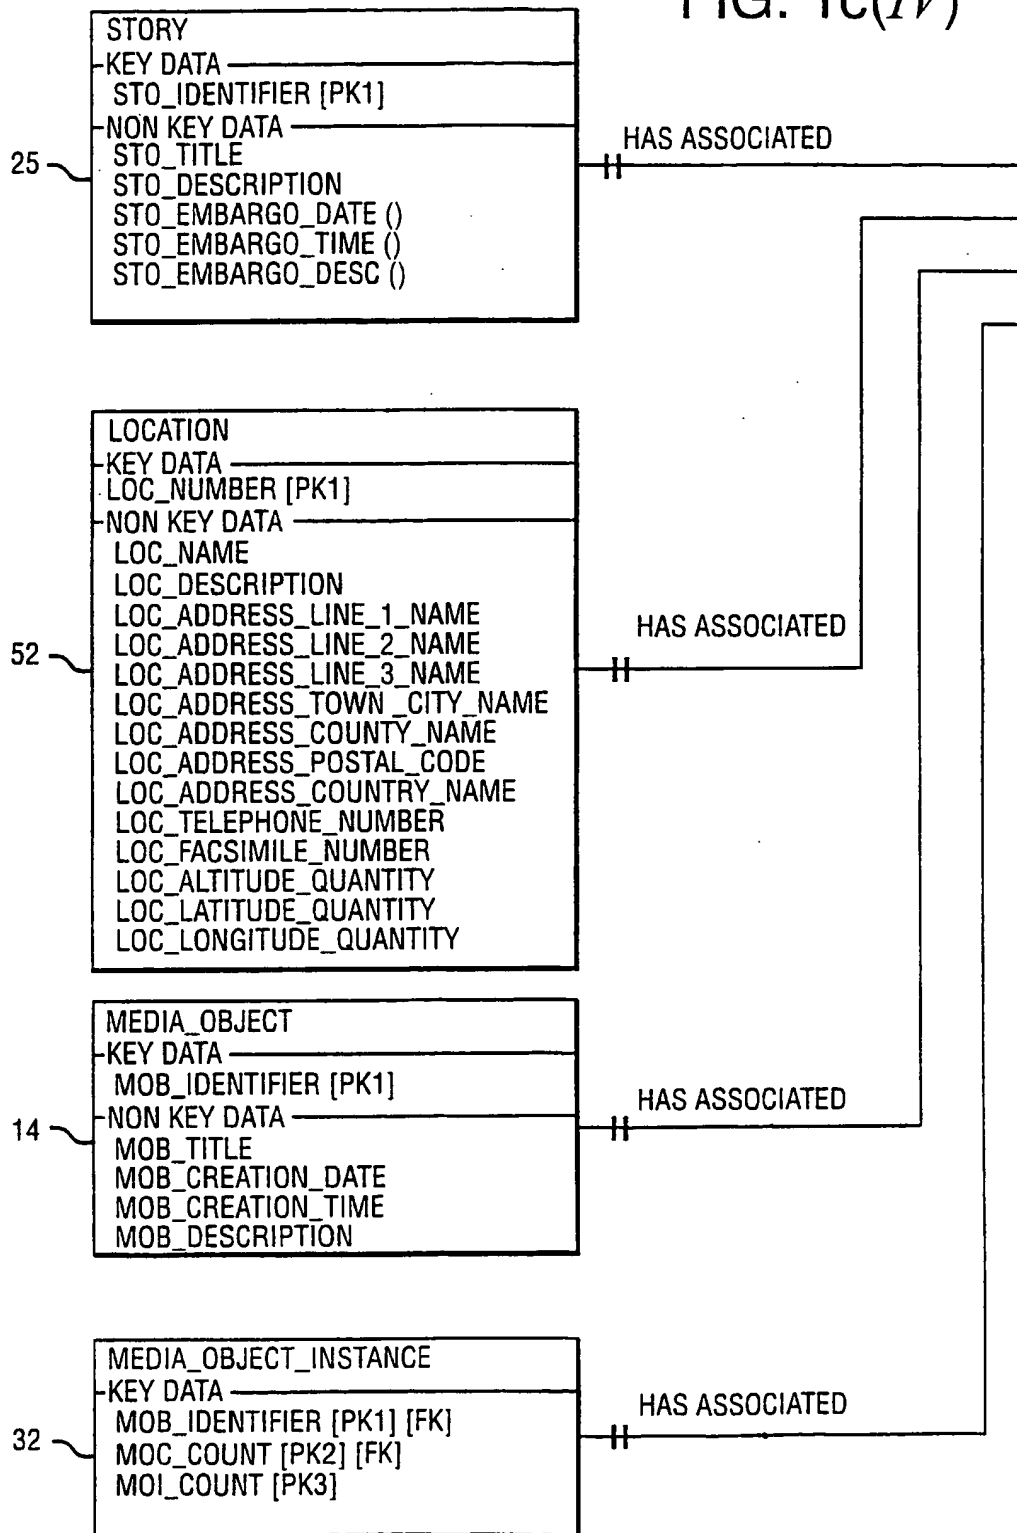 FIG. 1c(IV)
STORY
KEY DATA
STO_IDENTIFIER [PK1]
NON KEY DATA
STO_TITLE
STO_DESCRIPTION
STO_EMBARGO_DATE ()
STO_EMBARGO_TIME ()
STO_EMBARGO_DESC ()
25
HAS ASSOCIATED
LOCATION
KEY DATA
LOC_NUMBER [PK1]
NON KEY DATA
LOC_NAME
LOC_DESCRIPTION
LOC_ADDRESS_LINE_1_NAME
LOC_ADDRESS_LINE_2_NAME
LOC_ADDRESS_LINE_3_NAME
LOC_ADDRESS_TOWN _CITY_NAME
LOC_ADDRESS_COUNTY_NAME
LOC_ADDRESS_POSTAL_CODE
LOC_ADDRESS_COUNTRY_NAME
LOC_TELEPHONE_NUMBER
LOC_FACSIMILE_NUMBER
LOC_ALTITUDE_QUANTITY
LOC_LATITUDE_QUANTITY
LOC_LONGITUDE_QUANTITY
52
HAS ASSOCIATED
MEDIA_OBJECT
KEY DATA
MOB_IDENTIFIER [PK1]
NON KEY DATA
MOB_TITLE
MOB_CREATION_DATE
MOB_CREATION_TIME
MOB_DESCRIPTION
14
HAS ASSOCIATED
MEDIA_OBJECT_INSTANCE
KEY DATA
MOB_IDENTIFIER [PK1] [FK]
MOC_COUNT [PK2] [FK]
MOI_COUNT [PK3]
32
HAS ASSOCIATED